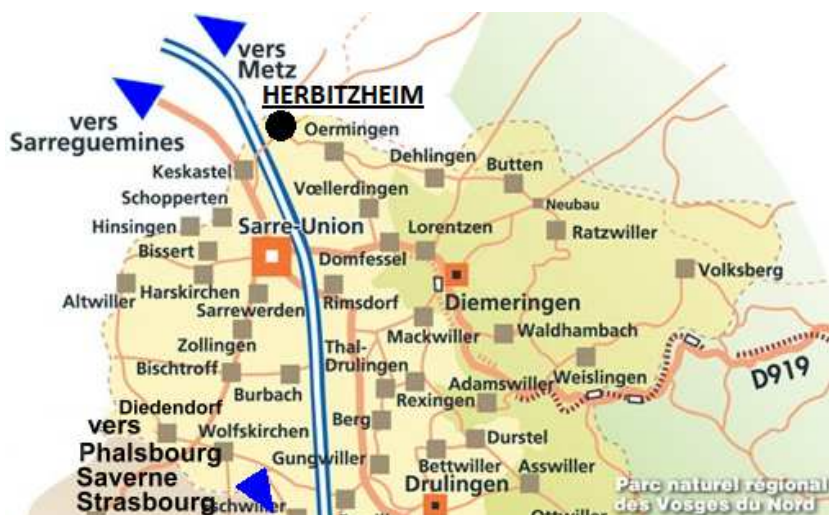 vers
Metz
HERBITZHEIM
vers
Sarreguemines
Oermingen
Keskastel
Dehlingen
Butten
Schopperten
Vœllerdingen
Neubau
Hinsingen
Sarre-Union
Lorentzen
Ratzwiller
Bissert
Domfessel
Volksberg
Altwiller
Harskirchen
Rimsdorf
Diemeringen
Sarrewerden
Mackwiller
Waldhambach
Zollingen
Thal-
Drulingen
Bischtroff
Weislingen
D919
Burbach
Rexingen
Adamswiller
Diedendorf
Berg
vers
Wolfskirchen
Durstel
Phalsbourg
Gungwiller
Bettwiller
Asswiller
Saverne
Drulingen
Strasbourg
Parc naturel régional
des Vosges du Nord